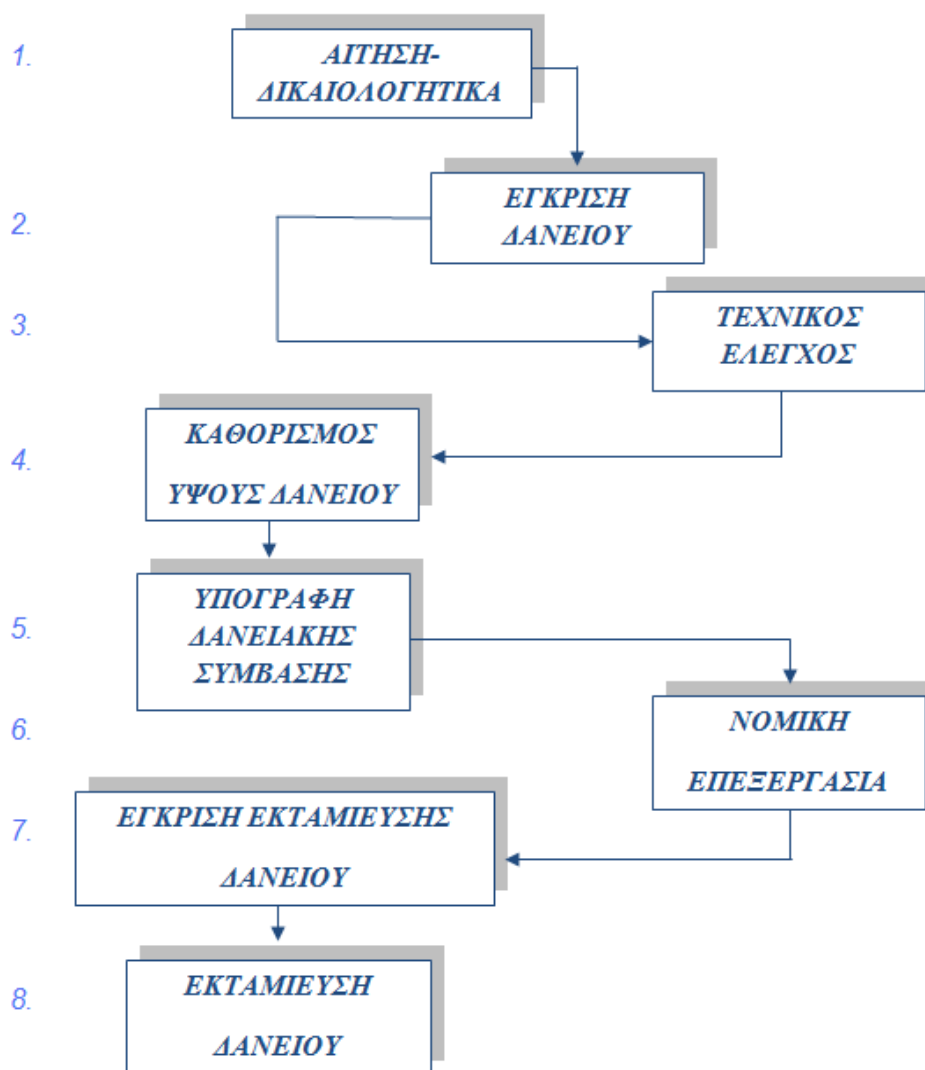 1.
ΑΙΤΗΣΗ-
ΔΙΚΑΙΟΛΟΓΗΤΙΚΑ
2.
ΕΓΚΡΙΣΗ
ΔΑΝΕΙΟΥ
3.
ΤΕΧΝΙΚΟΣ
ΕΛΕΓΧΟΣ
4.
ΚΑΘΟΡΙΣΜΟΣ
ΥΨΟΥΣ ΔΑΝΕΙΟΥ
5.
ΥΠΟΓΡΑΦΗ
ΔΑΝΕΙΑΚΗΣ
ΣΥΜΒΑΣΗΣ
6.
ΝΟΜΙΚΗ
ΕΠΕΞΕΡΓΑΣΙΑ
7.
ΕΓΚΡΙΣΗ ΕΚΤΑΜΙΕΥΣΗΣ
ΔΑΝΕΙΟΥ
8.
ΕΚΤΑΜΙΕΥΣΗ
ΔΑΝΕΙΟΥ